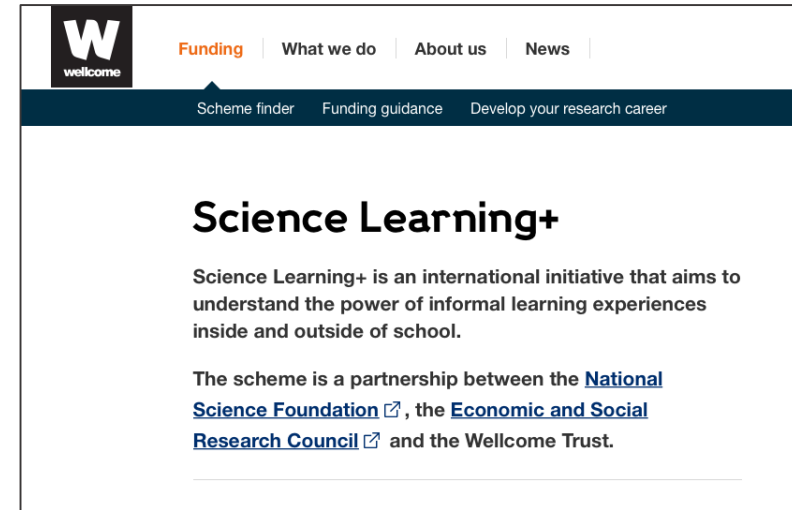 W
wellcome
Funding What we do About us News
Scheme finder Funding guidance Develop your research career
Science Learning+
Science Learning+ is an international initiative that aims to
understand the power of informal learning experiences
inside and outside of school.
The scheme is a partnership between the National
Science Foundation , the Economic and Social
Research Council and the Wellcome Trust.